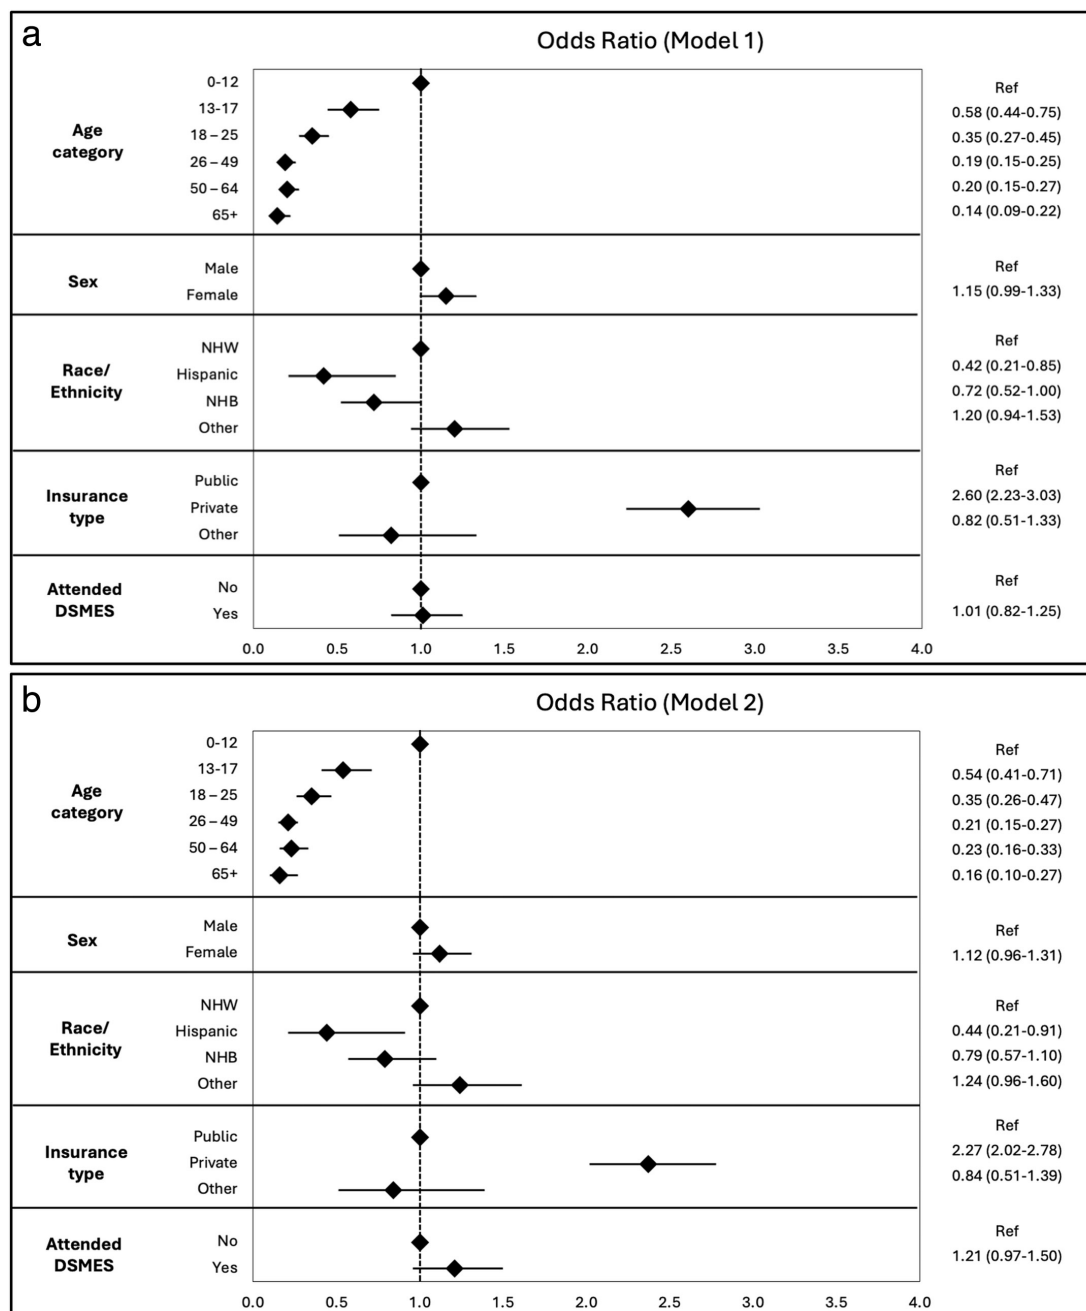 a
Odds Ratio (Model 1)
Age
category
0-12
Ref
13-17
0.58 (0.44-0.75)
18 – 25
0.35 (0.27-0.45)
26 – 49
0.19 (0.15-0.25)
50 – 64
0.20 (0.15-0.27)
65+
0.14 (0.09-0.22)
Sex
Male
Ref
Female
1.15 (0.99-1.33)
Race/
Ethnicity
NHW
Ref
Hispanic
0.42 (0.21-0.85)
NHB
0.72 (0.52-1.00)
Other
1.20 (0.94-1.53)
Insurance
type
Public
Ref
Private
2.60 (2.23-3.03)
Other
0.82 (0.51-1.33)
Attended
DSMES
No
Ref
Yes
1.01 (0.82-1.25)
0.0 0.5 1.0 1.5 2.0 2.5 3.0 3.5 4.0
b
Odds Ratio (Model 2)
Age
category
0-12
Ref
13-17
0.54 (0.41-0.71)
18 – 25
0.35 (0.26-0.47)
26 – 49
0.21 (0.15-0.27)
50 – 64
0.23 (0.16-0.33)
65+
0.16 (0.10-0.27)
Sex
Male
Ref
Female
1.12 (0.96-1.31)
Race/
Ethnicity
NHW
Ref
Hispanic
0.44 (0.21-0.91)
NHB
0.79 (0.57-1.10)
Other
1.24 (0.96-1.60)
Insurance
type
Public
Ref
Private
2.27 (2.02-2.78)
Other
0.84 (0.51-1.39)
Attended
DSMES
No
Ref
Yes
1.21 (0.97-1.50)
0.0 0.5 1.0 1.5 2.0 2.5 3.0 3.5 4.0